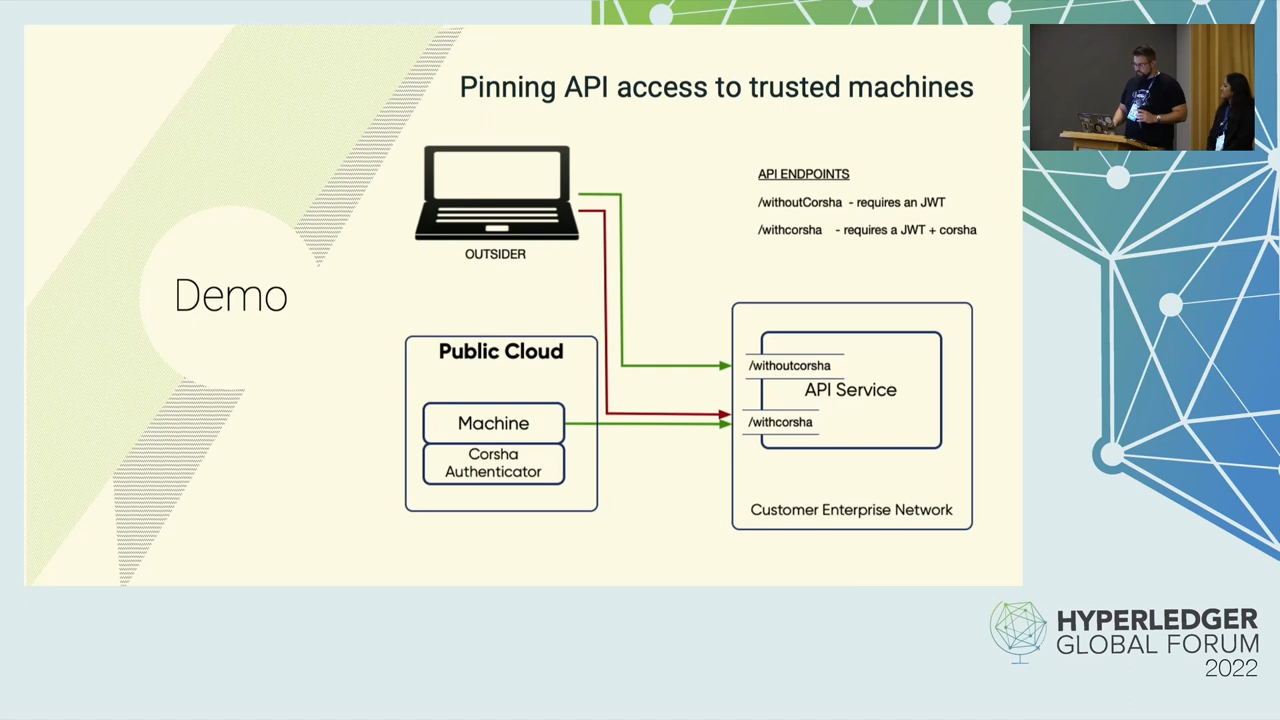 Pinning API access to trusted machines
API ENDPOINTS
/withoutCorsha - requires an JWT
/withcorsha - requires a JWT + corsha
OUTSIDER
Demo
Public Cloud
Machine
Corsha
Authenticator
/withoutcorsha
API Service
/withcorsha
Customer Enterprise Network
HYPERLEDGER
GLOBAL FORUM
2022